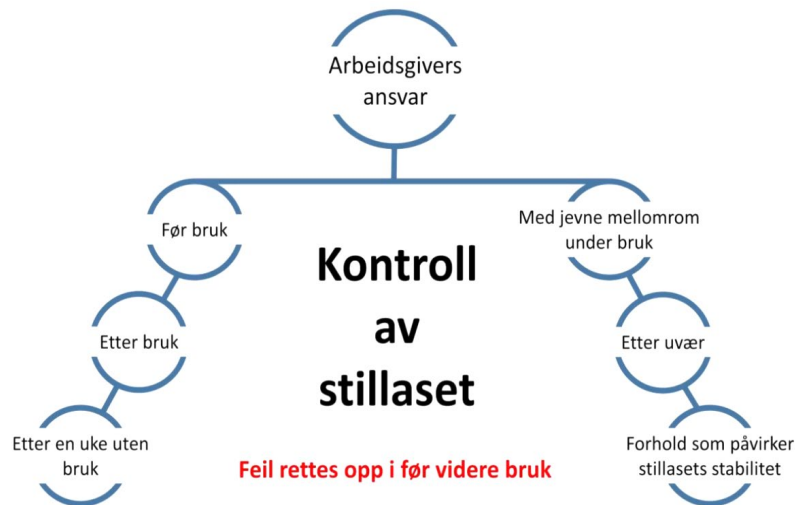 Arbeidsgivers
ansvar
Før bruk
Etter bruk
Etter en uke uten
bruk
Kontroll
av
stillaset
Feil rettes opp i før videre bruk
Med jevne mellomrom
under bruk
Etter uvær
Forhold som påvirker
stillasets stabilitet